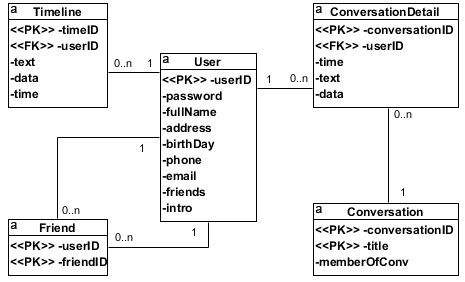 a Timeline
<<PK>> -timeID
<<FK>> -userID
-text
-data
-time
0..n 1
a User
<<PK>> -userID
-password
-fullName
-address
-birthDay
-phone
-email
-friends
-intro
1 0..n
a ConversationDetail
<<PK>> -conversationID
<<FK>> -userID
-time
-text
-data
0..n
1
a Conversation
<<PK>> -conversationID
<<PK>> -title
-memberOfConv
1
0..n
a Friend
<<PK>> -userID
<<PK>> -friendID
0..n 1